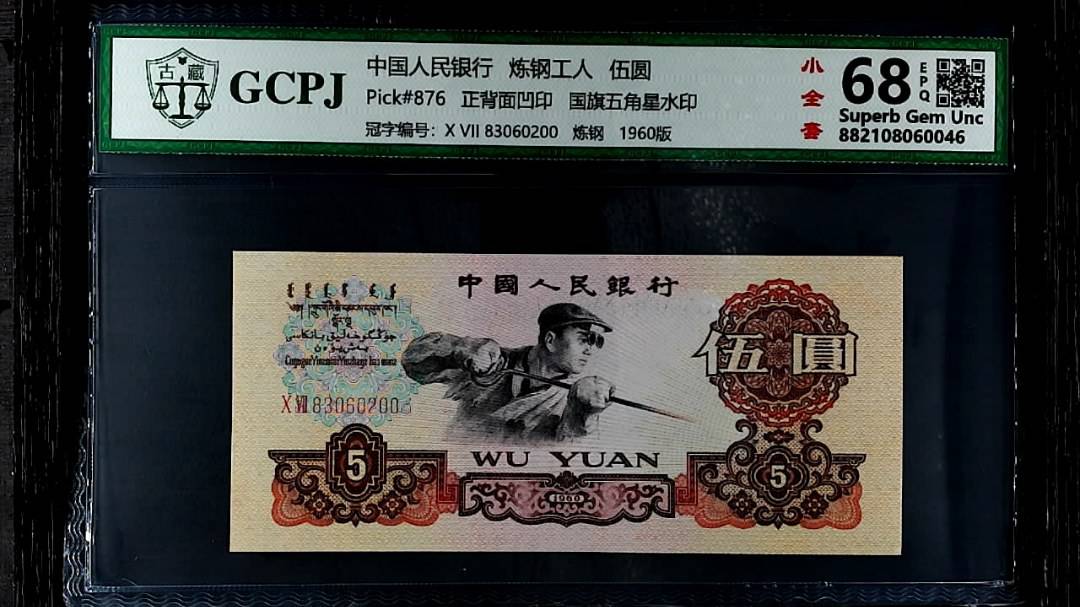 古藏
GCPJ
中国人民银行 炼钢工人 伍圆
Pick#876 正背面凹印 国旗五角星水印
冠字编号: X VII 83060200 炼钢 1960版
小全套
68 EPQ
Superb Gem Unc
882108060046
中國人民銀行
伍圓
X VII 83060200
WU YUAN
5
5
1960